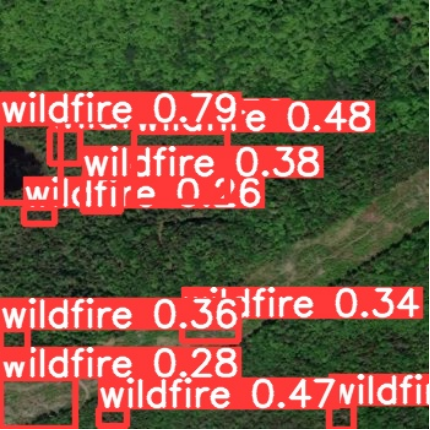 wildfire 0.79
wildfire 0.48
wildfire 0.38
wildfire 0.26
wildfire 0.34
wildfire 0.36
wildfire 0.28
wildfire 0.47